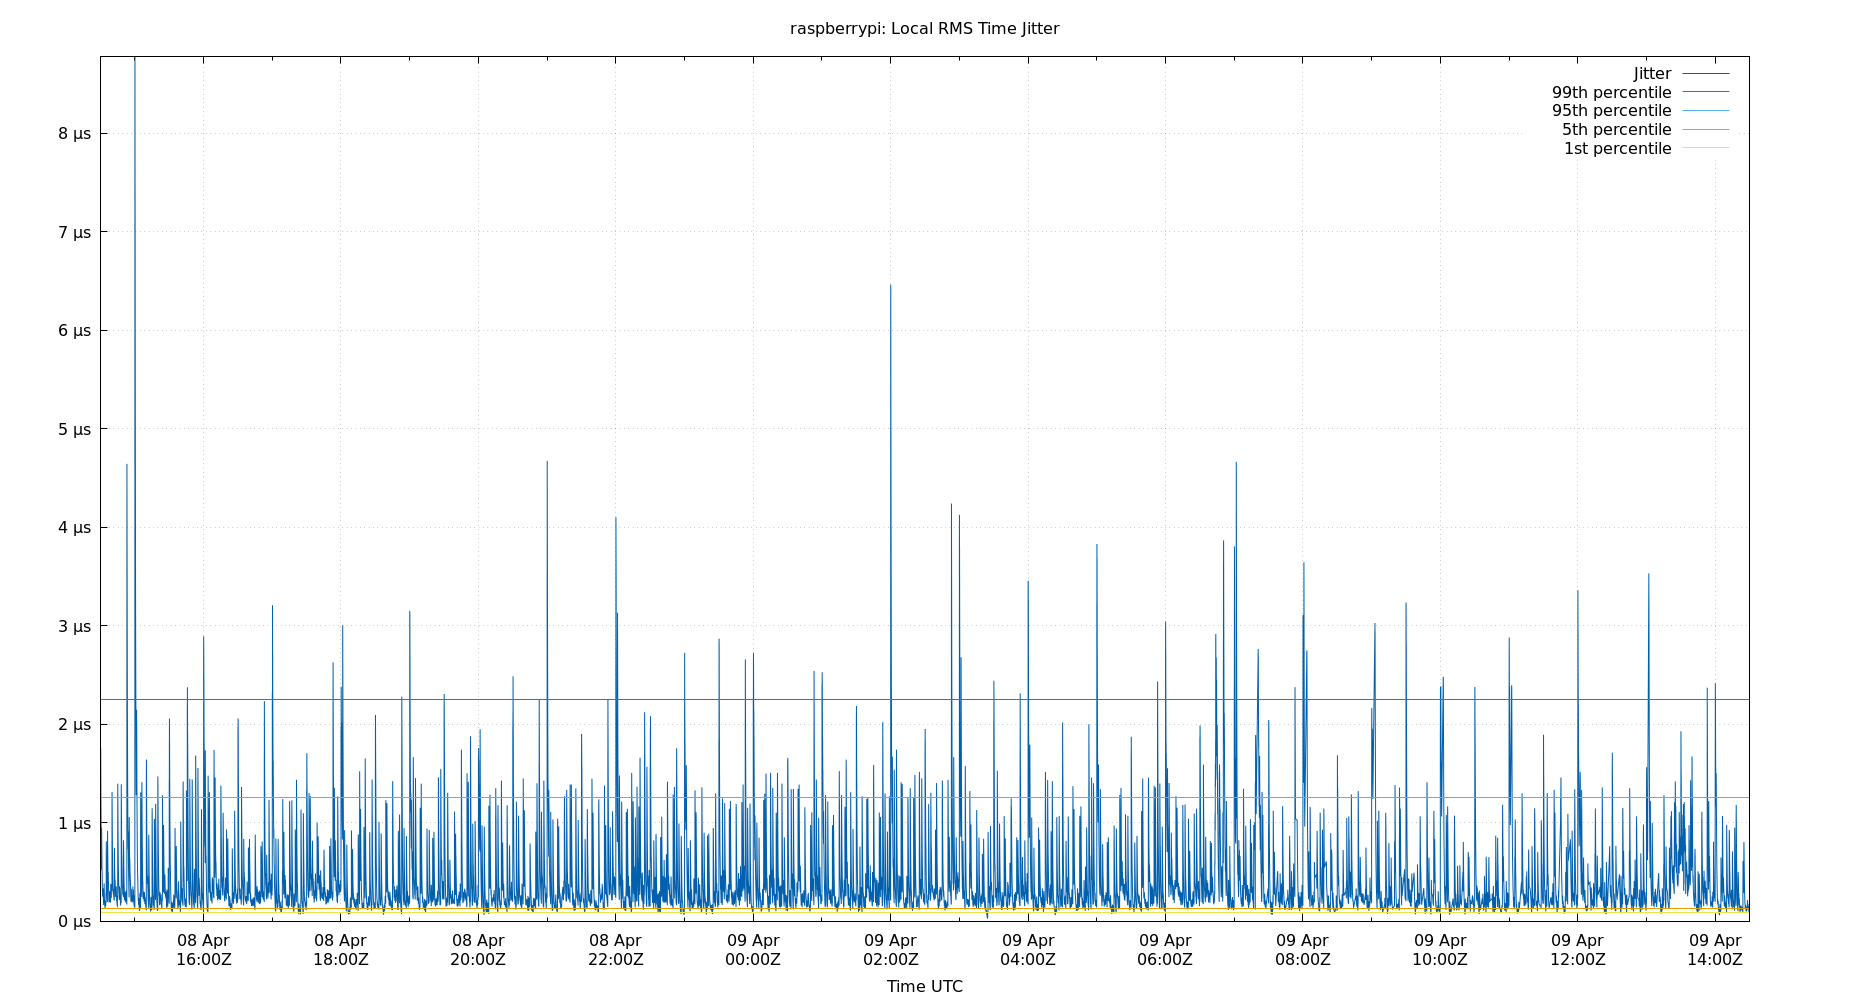 raspberrypi: Local RMS Time Jitter
Jitter
99th percentile
95th percentile
5th percentile
1st percentile
8 µs
7 µs
6 µs
5 µs
4 µs
3 µs
2 µs
1 µs
0 µs
08 Apr 08 Apr 08 Apr 08 Apr 09 Apr 09 Apr 09 Apr 09 Apr 09 Apr 09 Apr 09 Apr 09 Apr
16:00Z 18:00Z 20:00Z 22:00Z 00:00Z 02:00Z 04:00Z 06:00Z 08:00Z 10:00Z 12:00Z 14:00Z
Time UTC